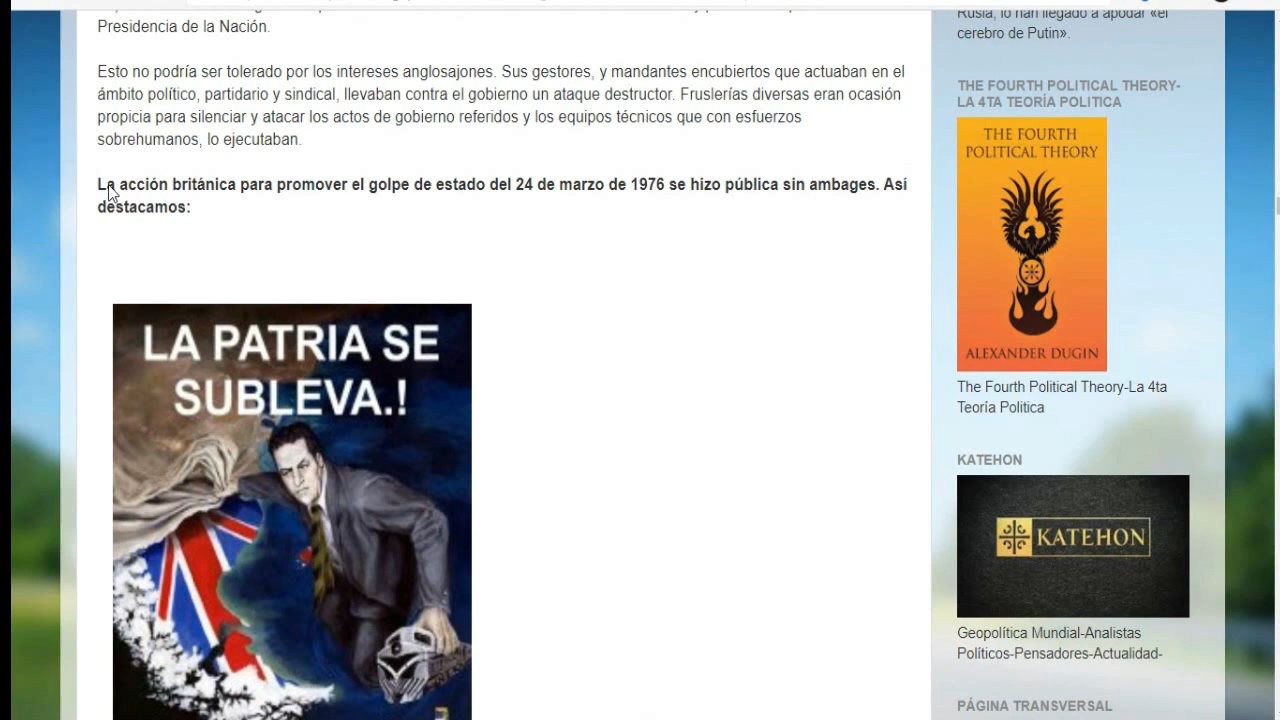 Presidencia de la Nación.
Esto no podría ser tolerado por los intereses anglosajones. Sus gestores, y mandantes encubiertos que actuaban en el
ámbito político, partidario y sindical, llevaban contra el gobierno un ataque destructor. Fruslerías diversas eran ocasión
propicia para silenciar y atacar los actos de gobierno referidos y los equipos técnicos que con esfuerzos
sobrehumanos, lo ejecutaban.
La acción británica para promover el golpe de estado del 24 de marzo de 1976 se hizo pública sin ambages. Así
destacamos:
LA PATRIA SE
SUBLEVA.!
Rusia, lo han llegado a apodar «el
cerebro de Putin».
THE FOURTH POLITICAL THEORY-
LA 4TA TEORÍA POLITICA
THE FOURTH
POLITICAL THEORY
ALEXANDER DUGIN
The Fourth Political Theory-La 4ta
Teoría Politica
KATEHON
KATEHON
Geopolítica Mundial-Analistas
Políticos-Pensadores-Actualidad-
PÁGINA TRANSVERSAL